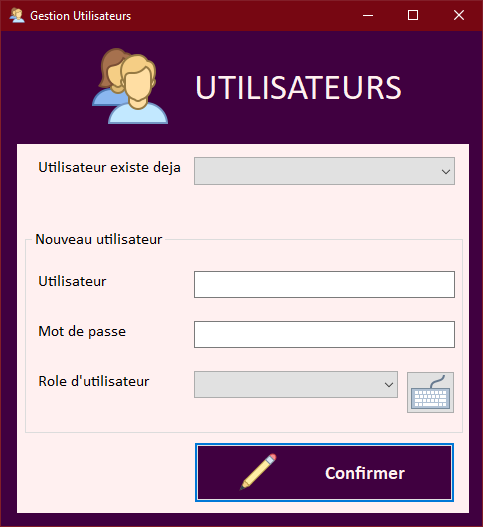 Gestion Utilisateurs
UTILISATEURS
Utilisateur existe deja
Nouveau utilisateur
Utilisateur
Mot de passe
Role d'utilisateur
Confirmer